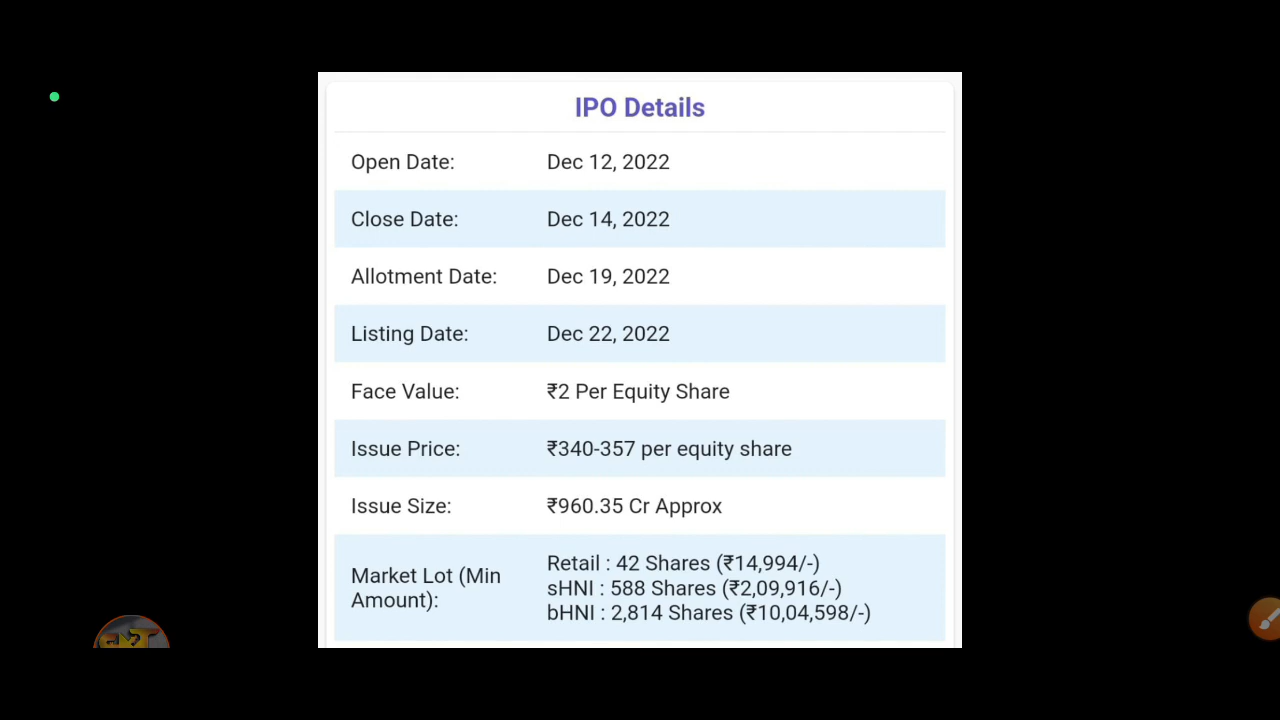 IPO Details
Open Date: Dec 12, 2022
Close Date: Dec 14, 2022
Allotment Date: Dec 19, 2022
Listing Date: Dec 22, 2022
Face Value: ₹2 Per Equity Share
Issue Price: ₹340-357 per equity share
Issue Size: ₹960.35 Cr Approx
Market Lot (Min
Amount):
Retail : 42 Shares (₹14,994/-)
sHNI : 588 Shares (₹2,09,916/-)
bHNI : 2,814 Shares (₹10,04,598/-)